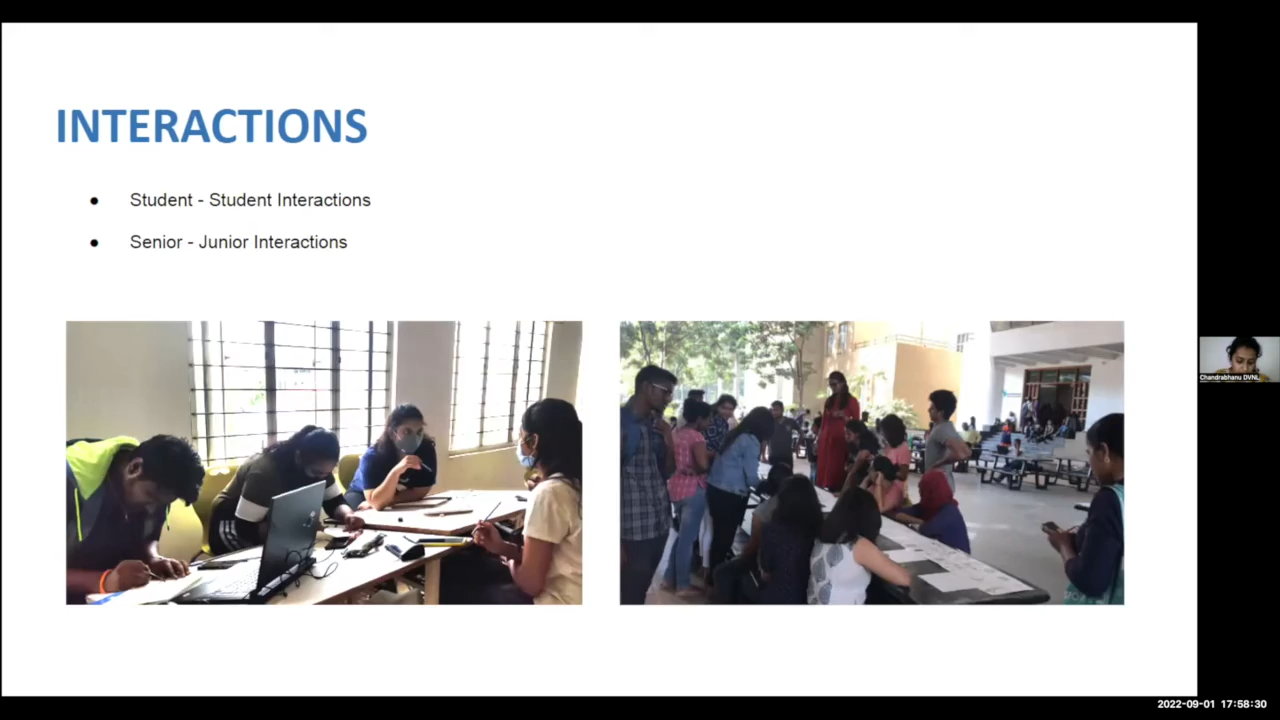 INTERACTIONS
● Student - Student Interactions
● Senior - Junior Interactions
Chandrabhanu DVNL
2022-09-01 17:58:30